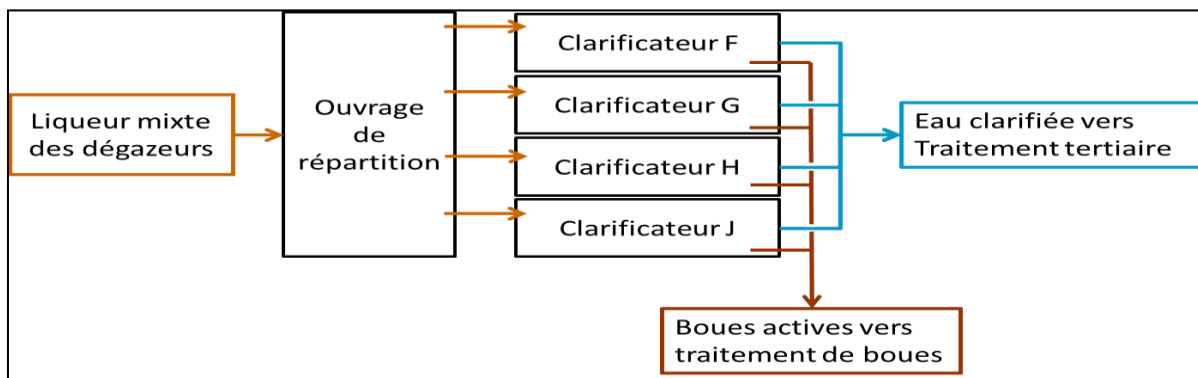 Liqueur mixte
des dégazeurs
Ouvrage
de
répartition
Clarificateur F
Clarificateur G
Clarificateur H
Clarificateur J
Eau clarifiée vers
Traitement tertiaire
Boues actives vers
traitement de boues